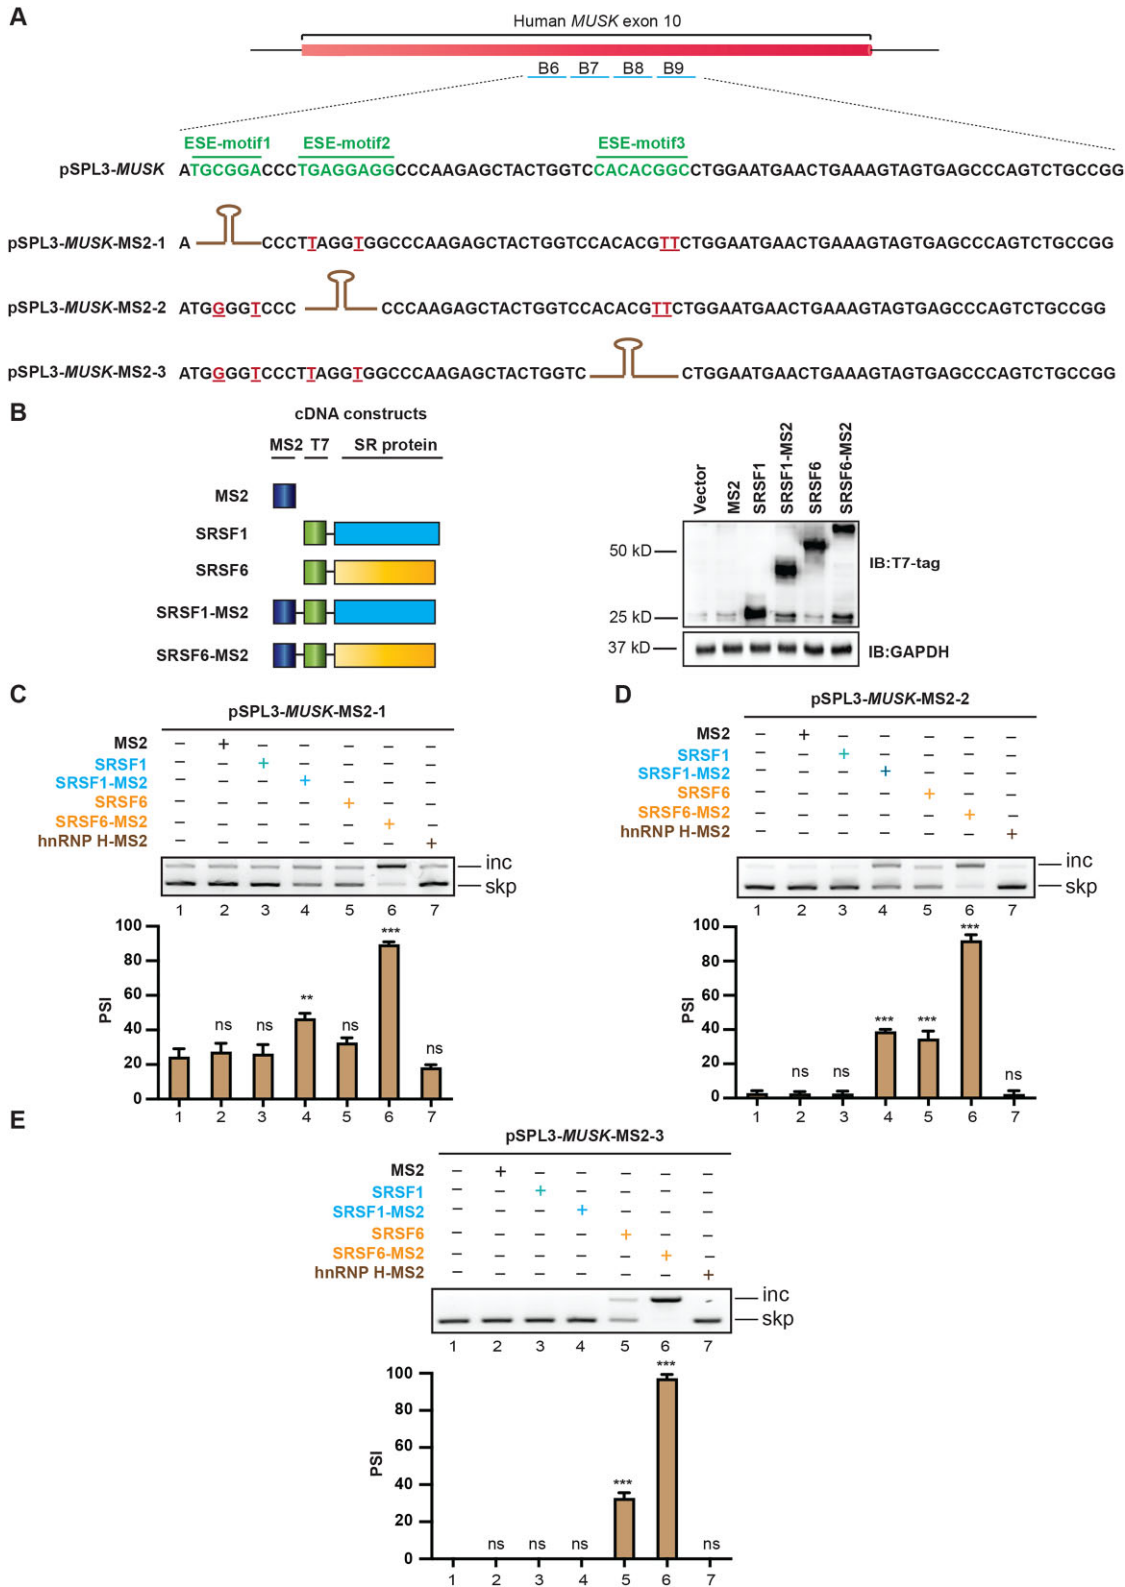 A
Human MUSK exon 10
B6 B7 B8 B9
ESE-motif1 ESE-motif2 ESE-motif3
pSPL3-MUSK ATGCGGACCCTGAGGAGGCCCAAGAGCTACTGGTCCACACGGCCTGGAATGAACTGAAAGTAGTGAGCCCAGTCTGCCGG
pSPL3-MUSK-MS2-1 A CCCTTAGGTGGCCCAAGAGCTACTGGTCCACACGTTCTGGAATGAACTGAAAGTAGTGAGCCCAGTCTGCCGG
pSPL3-MUSK-MS2-2 ATGGGGTCCC CCCAAGAGCTACTGGTCCACACGTTCTGGAATGAACTGAAAGTAGTGAGCCCAGTCTGCCGG
pSPL3-MUSK-MS2-3 ATGGGGTCCCTTAGGTGGCCCAAGAGCTACTGGTC CTGGAATGAACTGAAAGTAGTGAGCCCAGTCTGCCGG
B
cDNA constructs
MS2 T7 SR protein
MS2
SRSF1
SRSF6
SRSF1-MS2
SRSF6-MS2
Vector
MS2
SRSF1
SRSF1-MS2
SRSF6
SRSF6-MS2
50 kD
IB:T7-tag
25 kD
37 kD
IB:GAPDH
C
pSPL3-MUSK-MS2-1
MS2 – + – – – – –
SRSF1 – – + – – – –
SRSF1-MS2 – – – + – – –
SRSF6 – – – – + – –
SRSF6-MS2 – – – – – + –
hnRNP H-MS2 – – – – – – +
inc
skp
1 2 3 4 5 6 7
PSI
100
80
60
40
20
0
ns ns ** ns *** ns
1 2 3 4 5 6 7
D
pSPL3-MUSK-MS2-2
MS2 – + – – – – –
SRSF1 – – + – – – –
SRSF1-MS2 – – – + – – –
SRSF6 – – – – + – –
SRSF6-MS2 – – – – – + –
hnRNP H-MS2 – – – – – – +
inc
skp
1 2 3 4 5 6 7
PSI
100
80
60
40
20
0
ns ns *** *** *** ns
1 2 3 4 5 6 7
E
pSPL3-MUSK-MS2-3
MS2 – + – – – – –
SRSF1 – – + – – – –
SRSF1-MS2 – – – + – – –
SRSF6 – – – – + – –
SRSF6-MS2 – – – – – + –
hnRNP H-MS2 – – – – – – +
inc
skp
1 2 3 4 5 6 7
PSI
100
80
60
40
20
0
ns ns ns *** *** ns
1 2 3 4 5 6 7